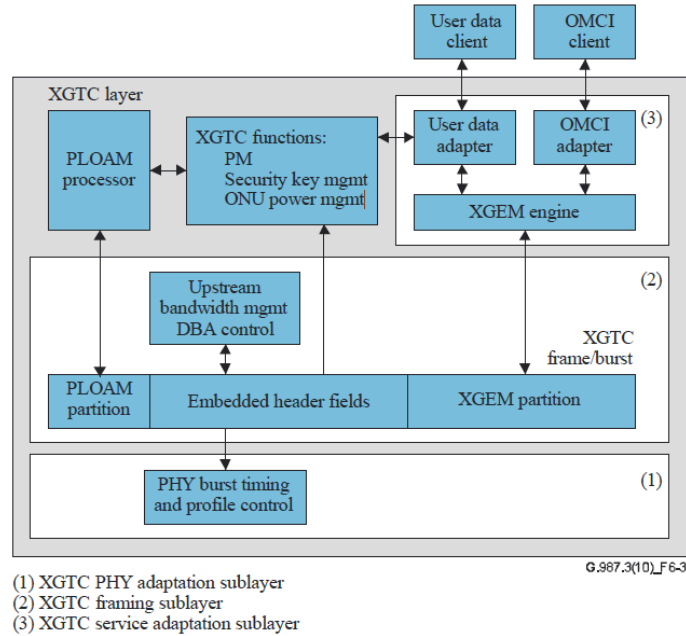 User data
client
OMCI
client
XGTC layer
(3)
PLOAM
processor
XGTC functions:
PM
Security key mgmt
ONU power mgmt
User data
adapter
OMCI
adapter
XGEM engine
(2)
Upstream
bandwidth mgmt
DBA control
XGTC
frame/burst
PLOAM
partition
Embedded header fields
XGEM partition
(1)
PHY burst timing
and profile control
G.987.3(10)_F6-3
(1) XGTC PHY adaptation sublayer
(2) XGTC framing sublayer
(3) XGTC service adaptation sublayer